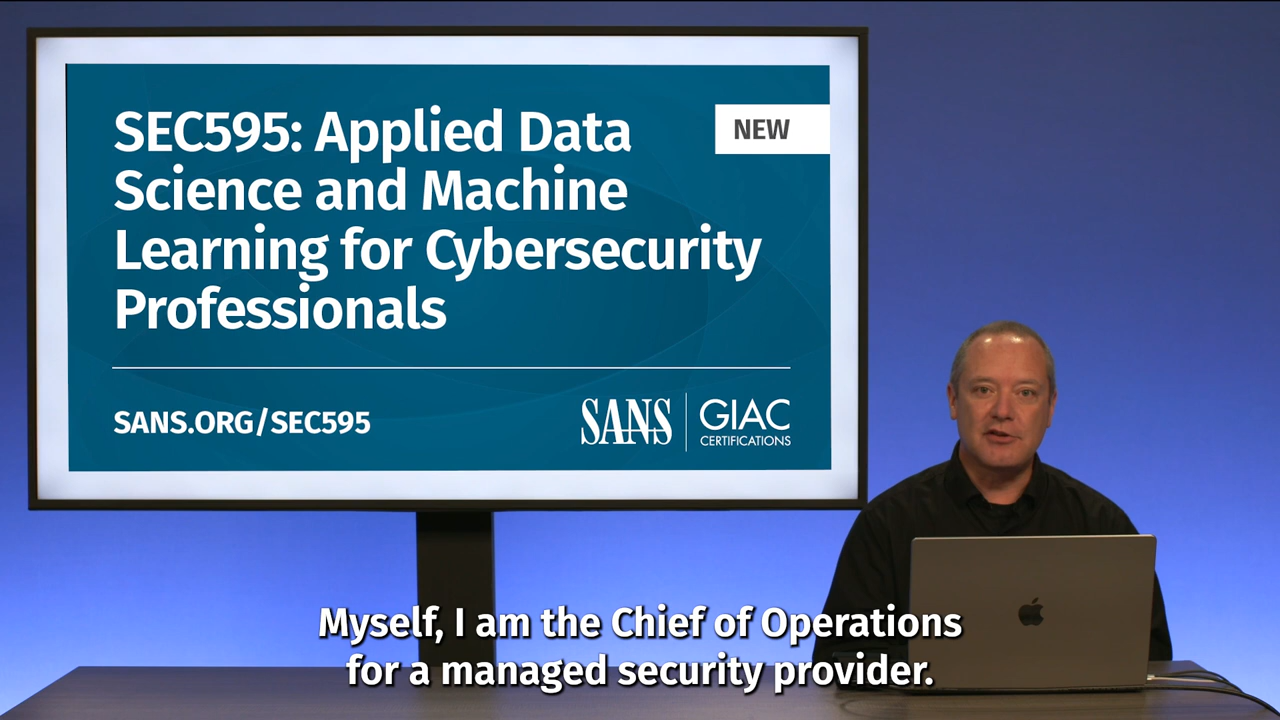 SEC595: Applied Data
Science and Machine
Learning for Cybersecurity
Professionals
NEW
SANS.ORG/SEC595
SANS
GIAC
CERTIFICATIONS
Myself, I am the Chief of Operations
for a managed security provider.